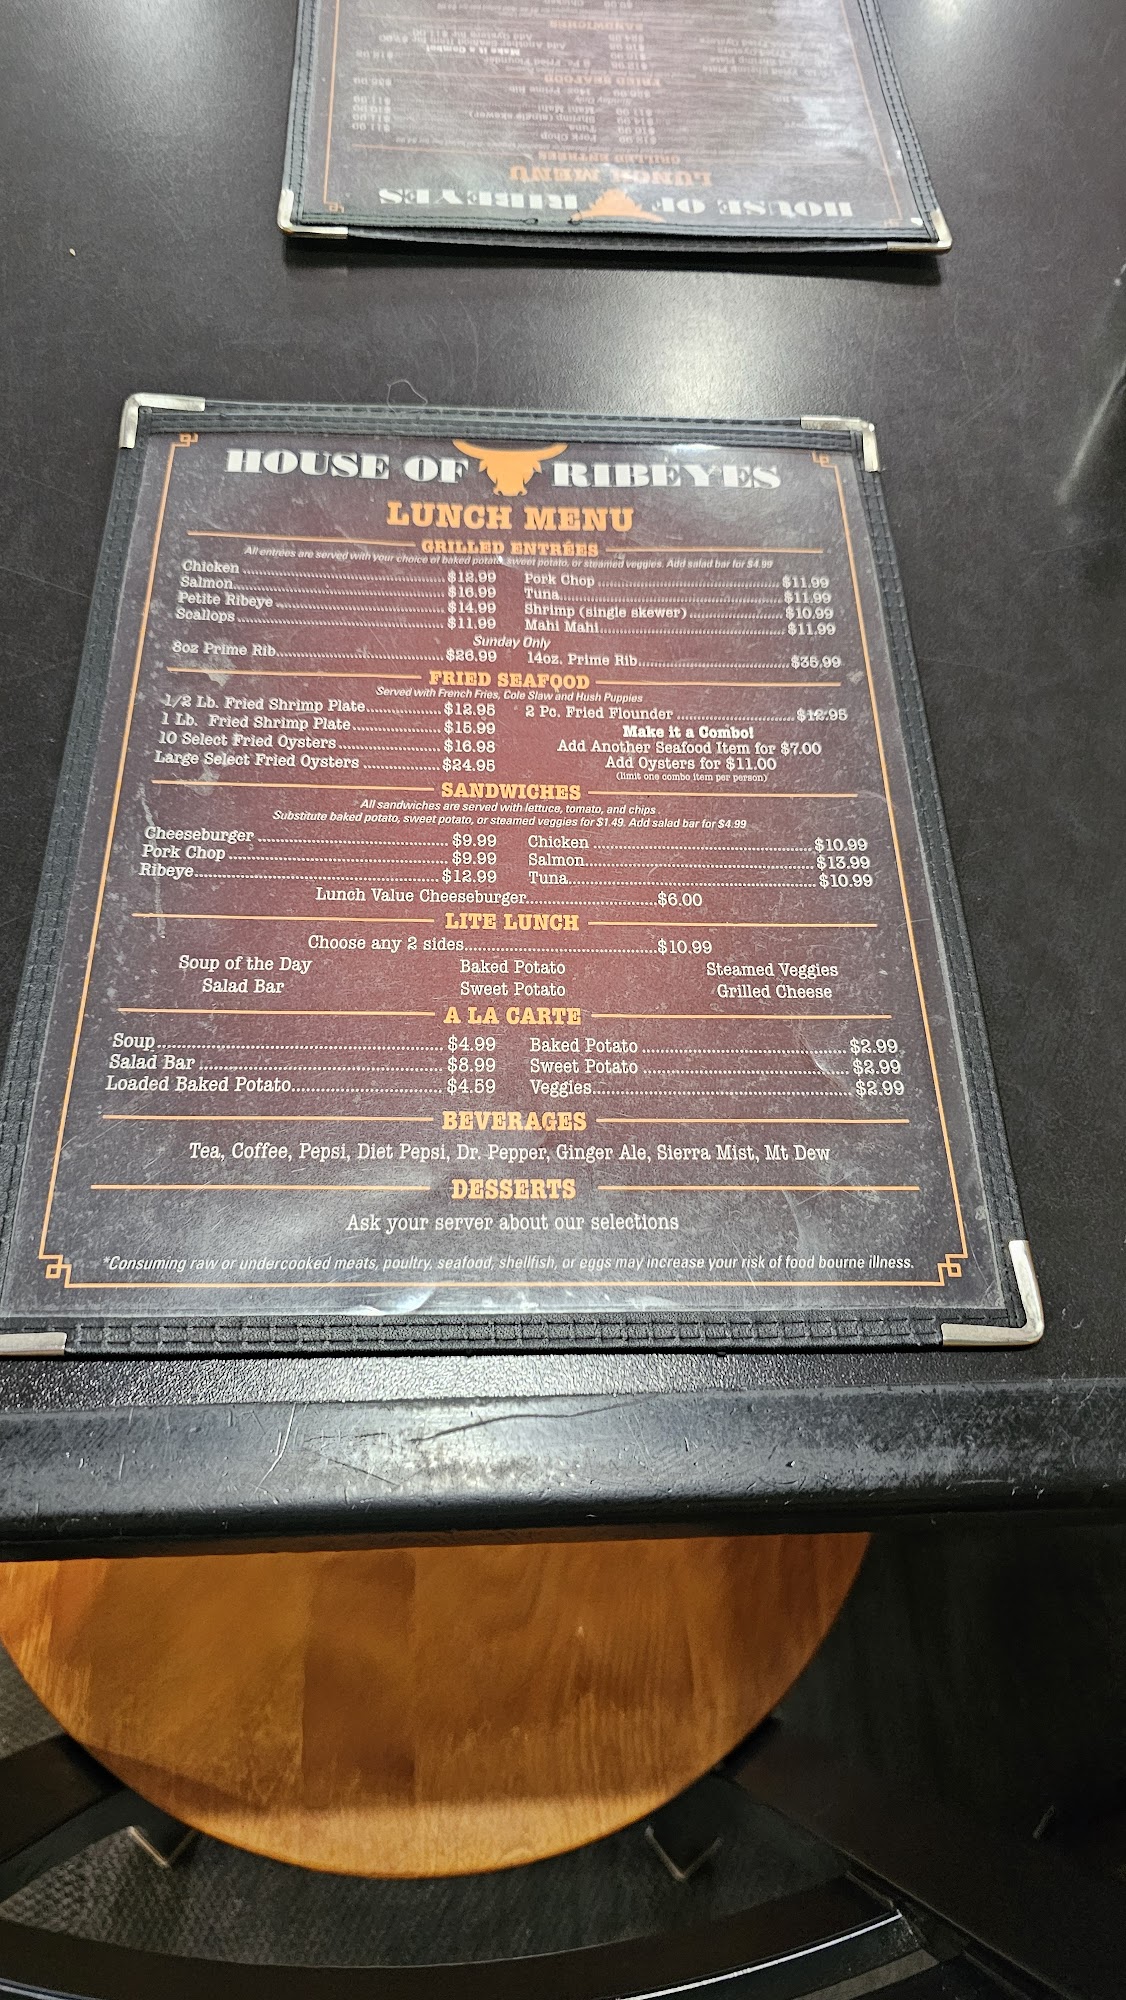 HOUSE OF RIBEYES
LUNCH MENU
GRILLED ENTRÉES
HOUSE OF RIBEYES
LUNCH MENU
GRILLED ENTRÉES
All entrees are served with your choice of baked potato, sweet potato, or steamed veggies. Add salad bar for $4.99
Chicken $12.99 Pork Chop $11.99
Salmon $16.99 Tuna $11.99
Petite Ribeye $14.99 Shrimp (single skewer) $10.99
Scallops $11.99 Mahi Mahi $11.99
Sunday Only
8oz Prime Rib $26.99 14oz. Prime Rib $35.99
FRIED SEAFOOD
Served with French Fries, Cole Slaw and Hush Puppies
1/2 Lb. Fried Shrimp Plate $12.95 2 Pc. Fried Flounder $12.95
1 Lb. Fried Shrimp Plate $15.99 Make it a Combo!
10 Select Fried Oysters $16.98 Add Another Seafood Item for $7.00
Large Select Fried Oysters $24.95 Add Oysters for $11.00
(limit one combo item per person)
SANDWICHES
All sandwiches are served with lettuce, tomato, and chips
Substitute baked potato, sweet potato, or steamed veggies for $1.49. Add salad bar for $4.99
Cheeseburger $9.99 Chicken $10.99
Pork Chop $9.99 Salmon $13.99
Ribeye $12.99 Tuna $10.99
Lunch Value Cheeseburger $6.00
LITE LUNCH
Choose any 2 sides $10.99
Soup of the Day Baked Potato Steamed Veggies
Salad Bar Sweet Potato Grilled Cheese
A LA CARTE
Soup $4.99 Baked Potato $2.99
Salad Bar $8.99 Sweet Potato $2.99
Loaded Baked Potato $4.59 Veggies $2.99
BEVERAGES
Tea, Coffee, Pepsi, Diet Pepsi, Dr. Pepper, Ginger Ale, Sierra Mist, Mt Dew
DESSERTS
Ask your server about our selections
*Consuming raw or undercooked meats, poultry, seafood, shellfish, or eggs may increase your risk of food bourne illness.